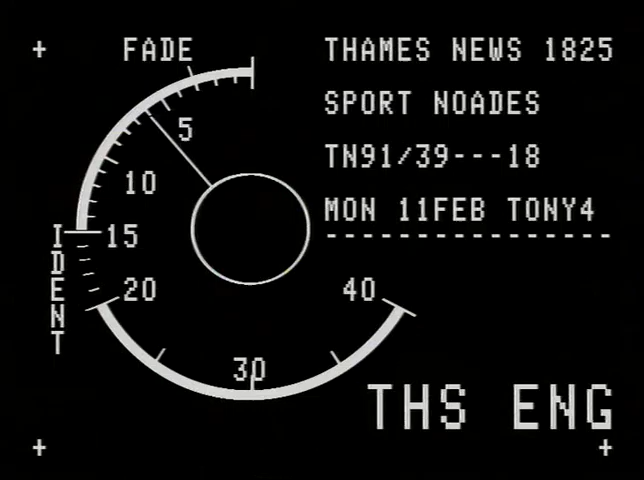 FADE
THAMES NEWS 1825
SPORT NOADES
TN91/39---18
MON 11FEB TONY4
-----------------
5
10
15
20
30
40
IDENT
THS ENG